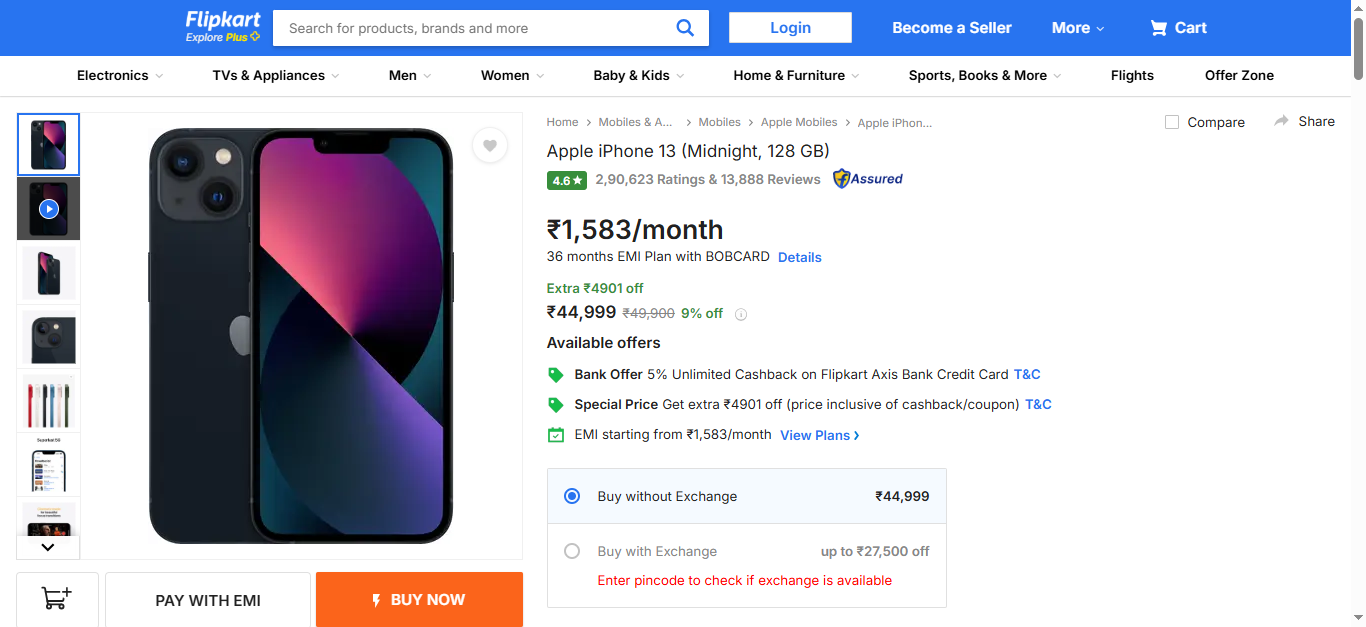 Flipkart
Explore Plus
Search for products, brands and more
Login
Become a Seller
More
Cart
Electronics
TVs & Appliances
Men
Women
Baby & Kids
Home & Furniture
Sports, Books & More
Flights
Offer Zone
Home
Mobiles & A...
Mobiles
Apple Mobiles
Apple iPhon...
Compare
Share
Apple iPhone 13 (Midnight, 128 GB)
4.6★ 2,90,623 Ratings & 13,888 Reviews Assured
₹1,583/month
36 months EMI Plan with BOBCARD Details
Extra ₹4901 off
₹44,999 ₹49,900 9% off
Available offers
Bank Offer 5% Unlimited Cashback on Flipkart Axis Bank Credit Card T&C
Special Price Get extra ₹4901 off (price inclusive of cashback/coupon) T&C
EMI starting from ₹1,583/month View Plans
Buy without Exchange ₹44,999
Buy with Exchange up to ₹27,500 off
Enter pincode to check if exchange is available
PAY WITH EMI
BUY NOW